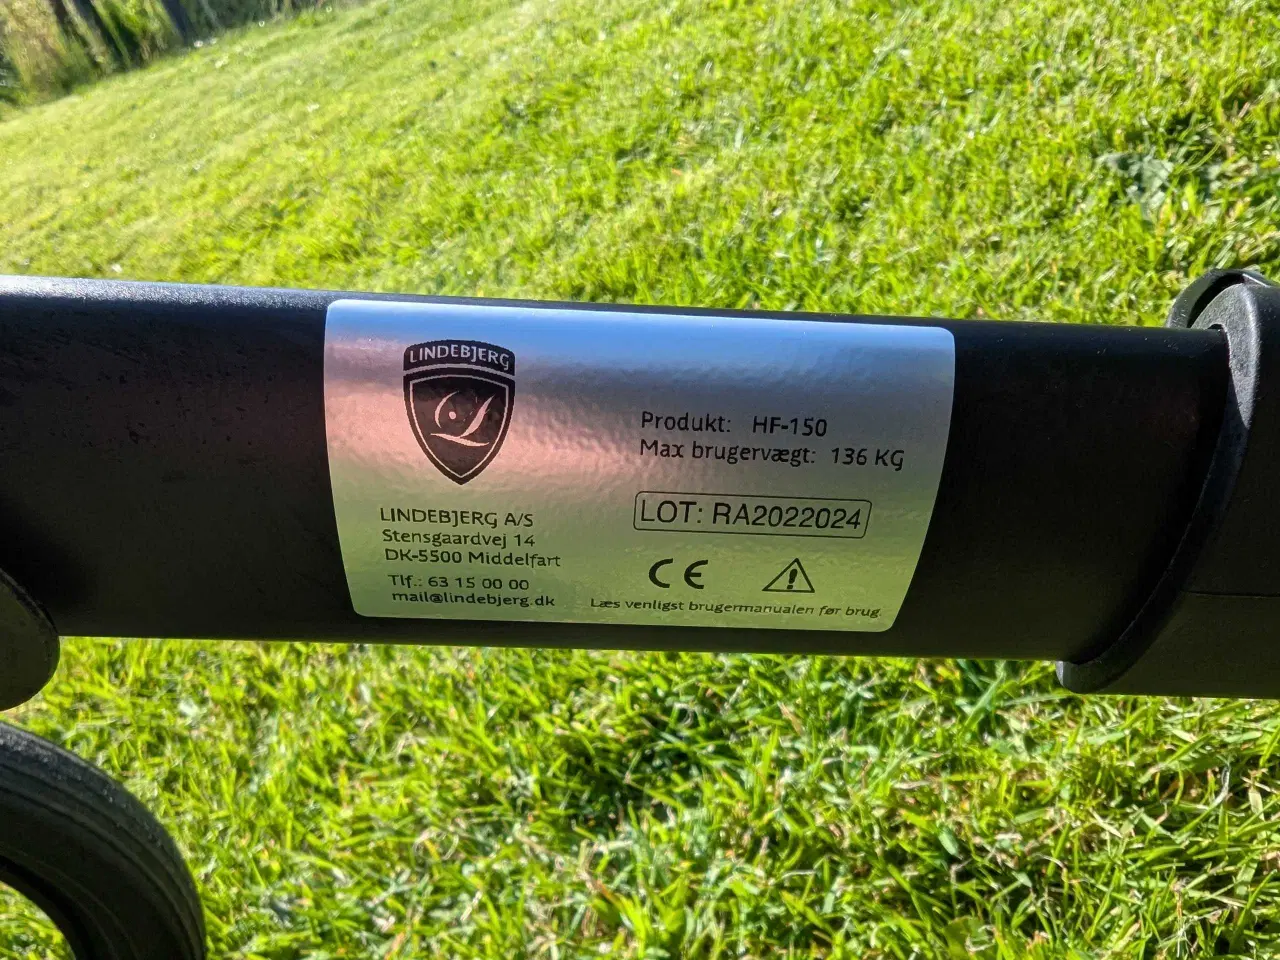 LINDEBJERG
LINDEBJERG A/S
Stensgaardvej 14
DK-5500 Middelfart
Tlf.: 63 15 00 00
mail@lindebjerg.dk
Produkt: HF-150
Max brugervægt: 136 KG
LOT: RA2022024
CE
Læs venligst brugermanualen før brug